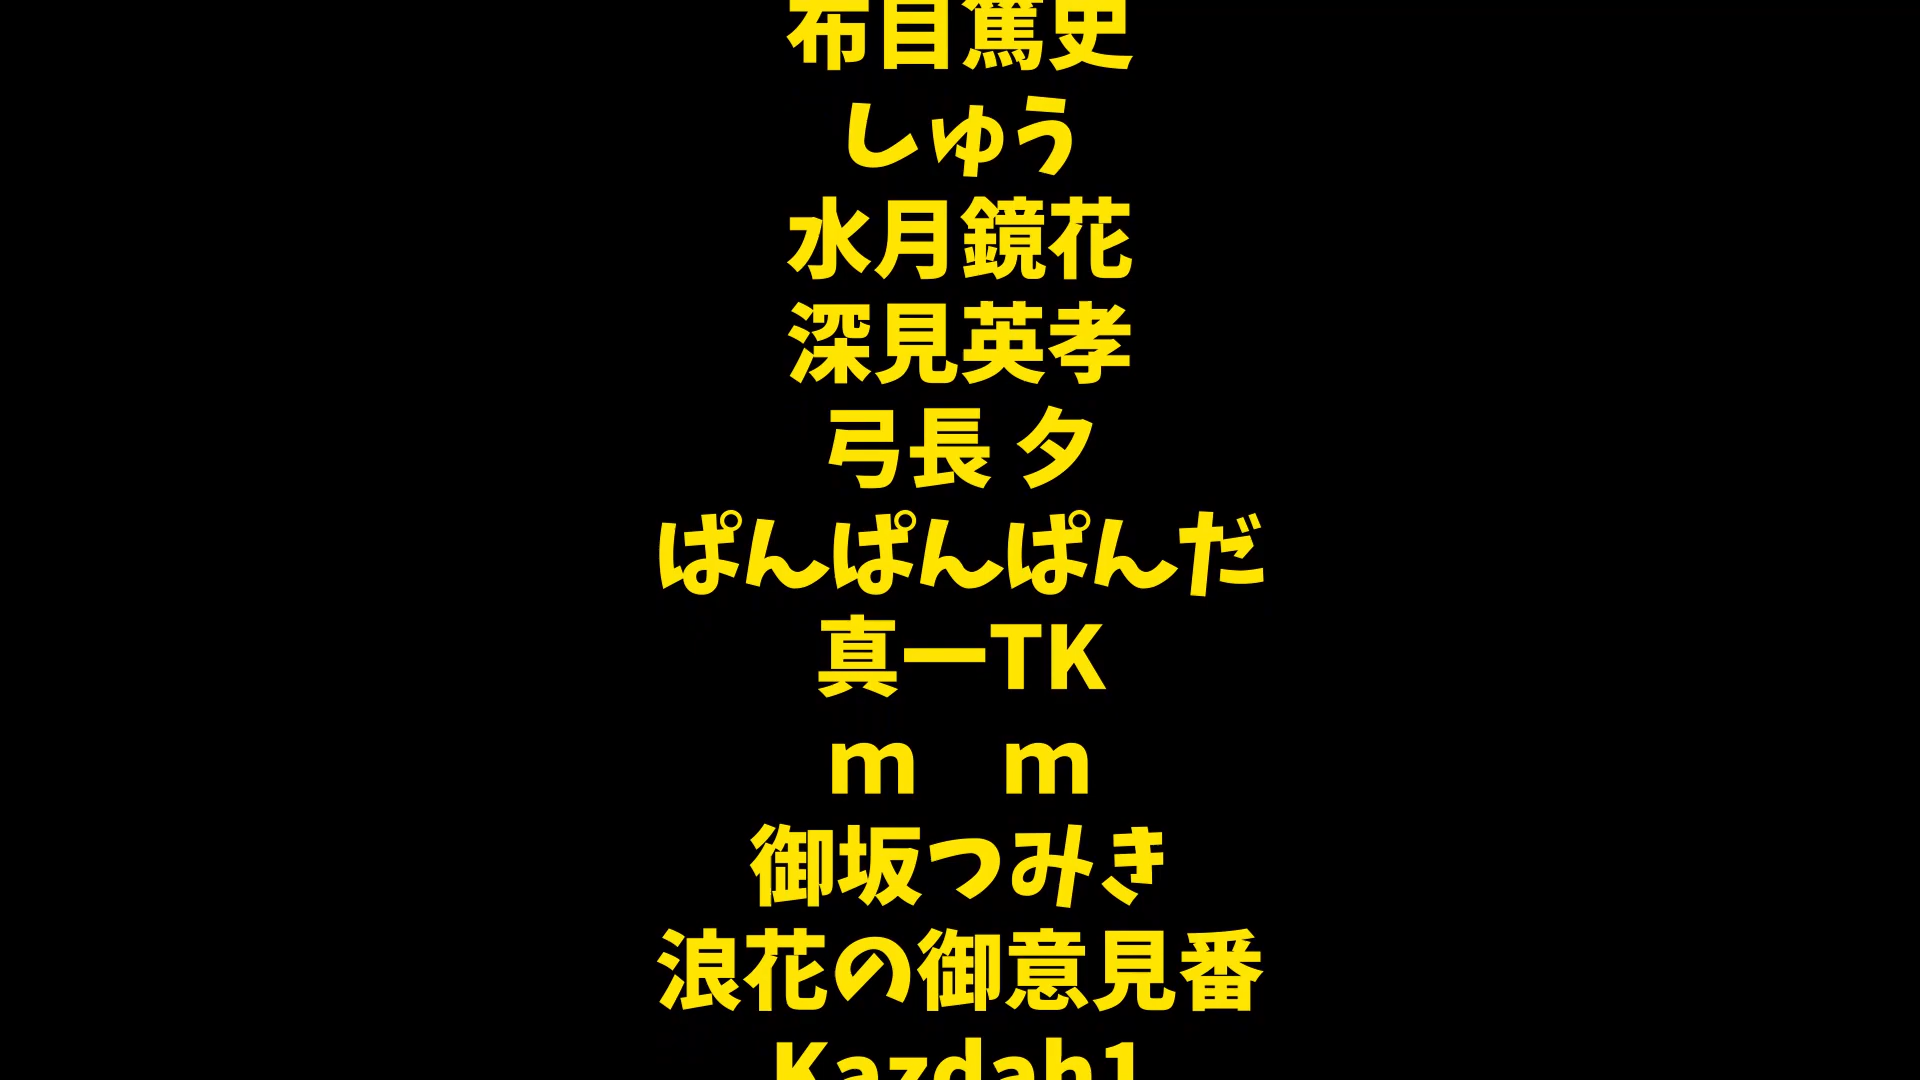 布目篤史
しゅう
水月鏡花
深見英孝
弓長 夕
ぱんぱんぱんだ
真一TK
ｍ　ｍ
御坂つみき
浪花の御意見番
Kazdah1